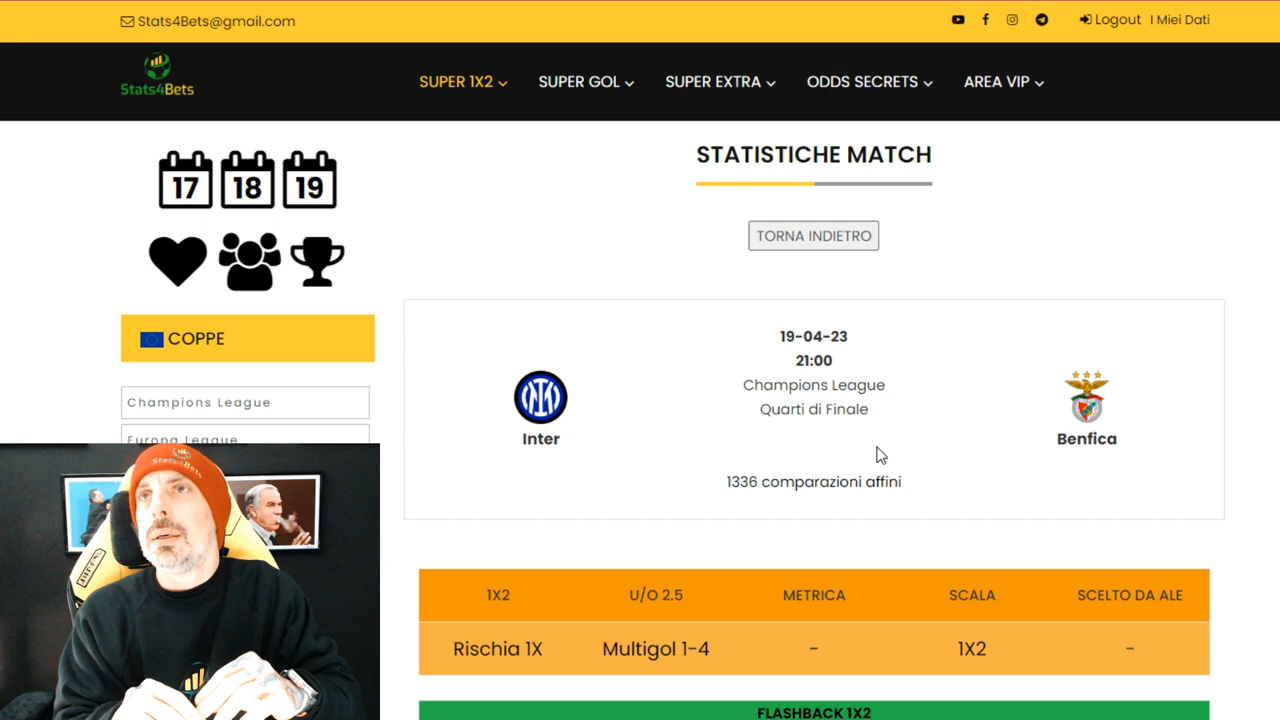 Stats4Bets@gmail.com
Logout I Miei Dati
Stats4Bets
SUPER 1X2 SUPER GOL SUPER EXTRA ODDS SECRETS AREA VIP
STATISTICHE MATCH
17 18 19
TORNA INDIETRO
COPPE
19-04-23
21:00
Champions League
Quarti di Finale
Inter
Benfica
1336 comparazioni affini
Champions League
Europa League
Stats4Bets
1X2 U/O 2.5 METRICA SCALA SCELTO DA ALE
Rischia 1X Multigol 1-4 - 1X2 -
FLASHBACK 1X2